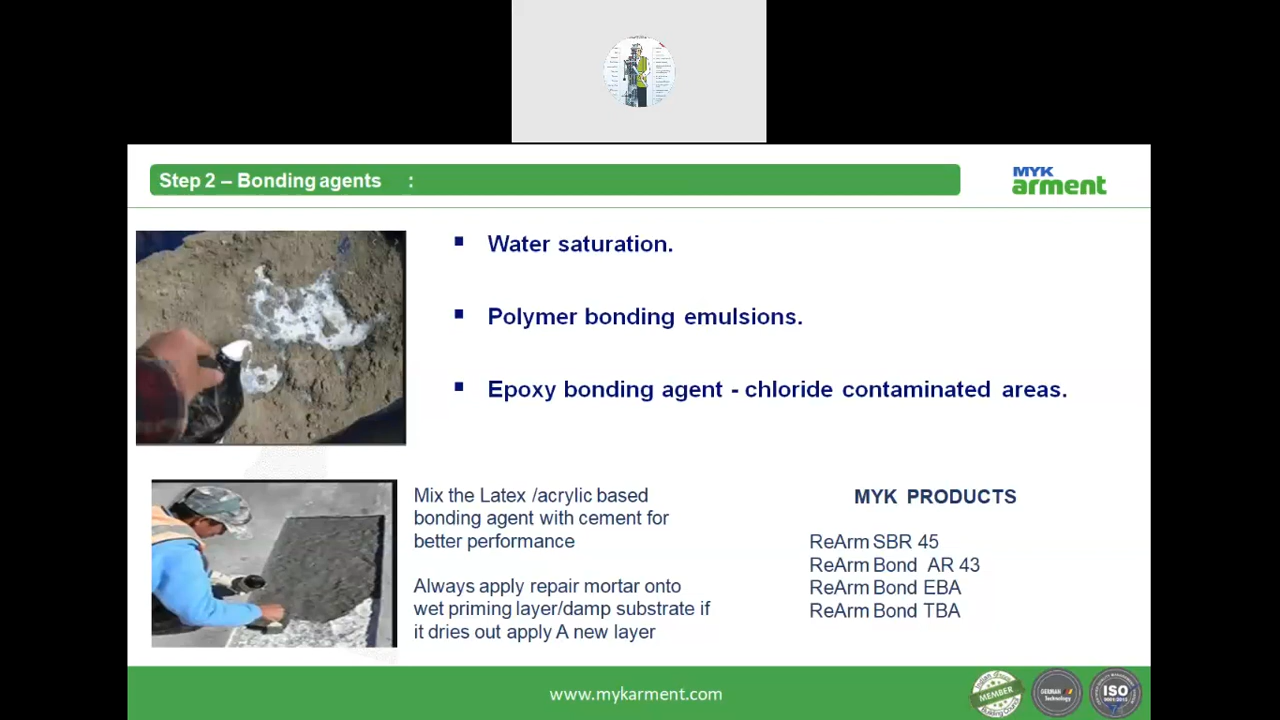 Step 2 – Bonding agents :
MYK
arment
▪ Water saturation.
▪ Polymer bonding emulsions.
▪ Epoxy bonding agent - chloride contaminated areas.
Mix the Latex /acrylic based
bonding agent with cement for
better performance
Always apply repair mortar onto
wet priming layer/damp substrate if
it dries out apply A new layer
MYK PRODUCTS
ReArm SBR 45
ReArm Bond AR 43
ReArm Bond EBA
ReArm Bond TBA
www.mykarment.com
MEMBER
GERMAN
Technology
ISO